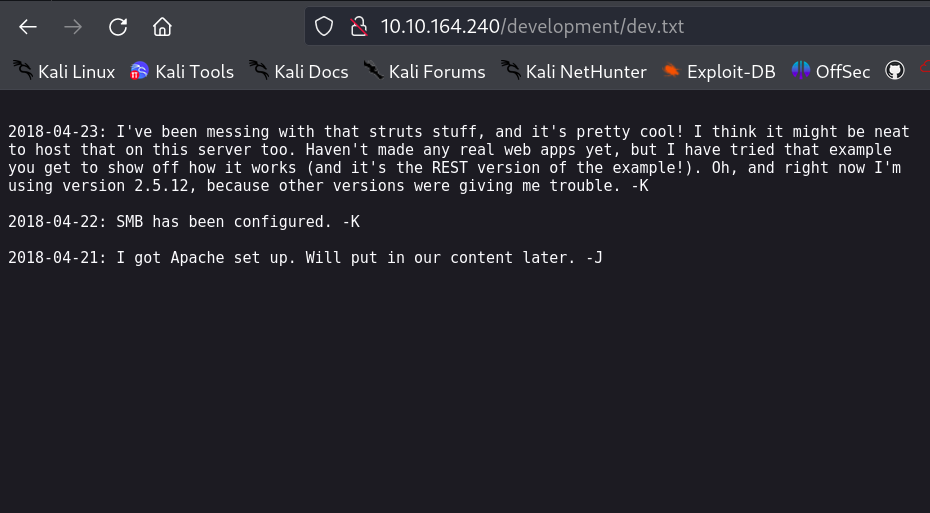 10.10.164.240/development/dev.txt
Kali Linux Kali Tools Kali Docs Kali Forums Kali NetHunter Exploit-DB OffSec
2018-04-23: I've been messing with that struts stuff, and it's pretty cool! I think it might be neat
to host that on this server too. Haven't made any real web apps yet, but I have tried that example
you get to show off how it works (and it's the REST version of the example!). Oh, and right now I'm
using version 2.5.12, because other versions were giving me trouble. -K
2018-04-22: SMB has been configured. -K
2018-04-21: I got Apache set up. Will put in our content later. -J